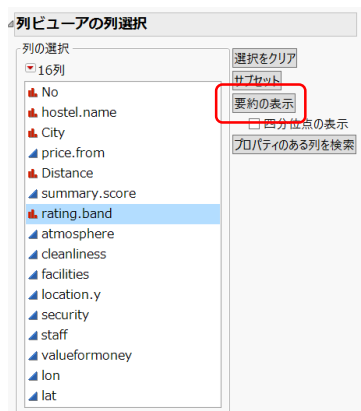 列ビューアの列選択
列の選択
16列
No
hostel.name
City
price.from
Distance
summary.score
rating.band
atmosphere
cleanliness
facilities
location.y
security
staff
valueformoney
lon
lat
選択をクリア
サブセット
要約の表示
四分位点の表示
プロパティのある列を検索